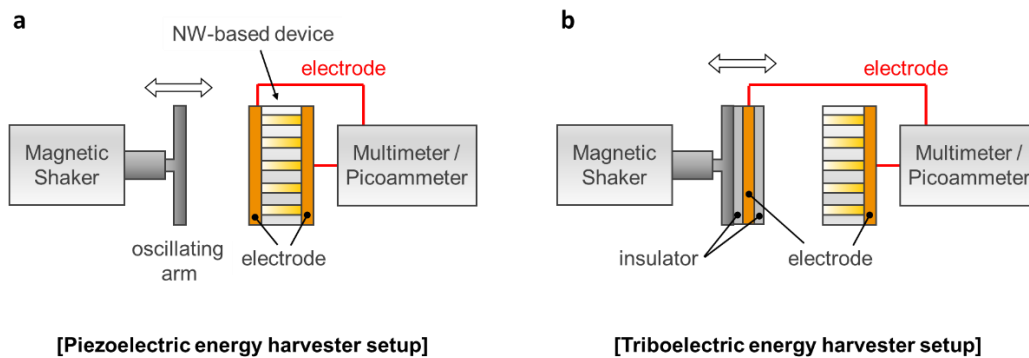 a
NW-based device
electrode
Magnetic
Shaker
Multimeter /
Picoammeter
oscillating
arm
electrode
[Piezoelectric energy harvester setup]
b
electrode
Magnetic
Shaker
Multimeter /
Picoammeter
insulator
electrode
[Triboelectric energy harvester setup]